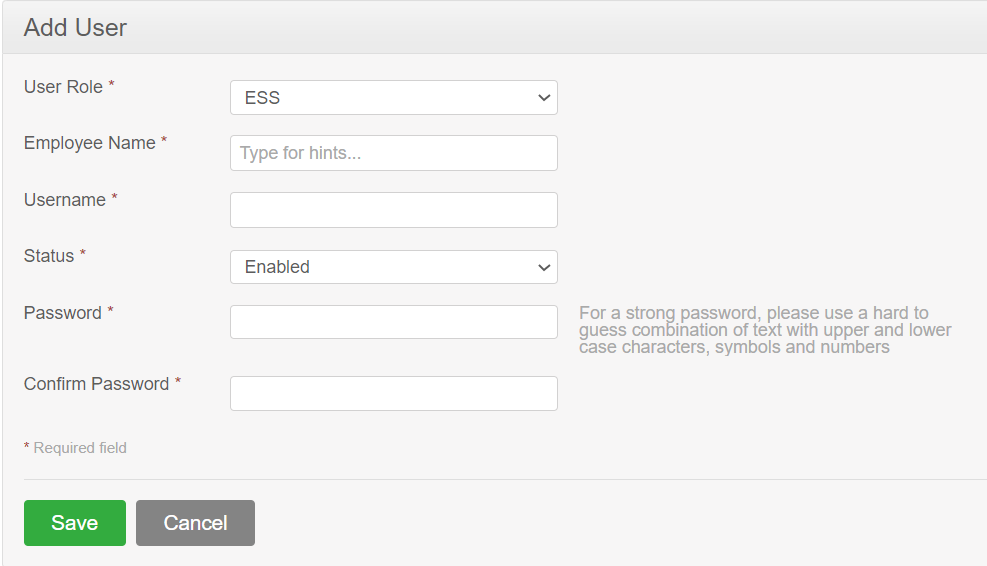 Add User
User Role *
ESS
Employee Name *
Type for hints...
Username *
Status *
Enabled
Password *
For a strong password, please use a hard to
guess combination of text with upper and lower
case characters, symbols and numbers
Confirm Password *
* Required field
Save
Cancel